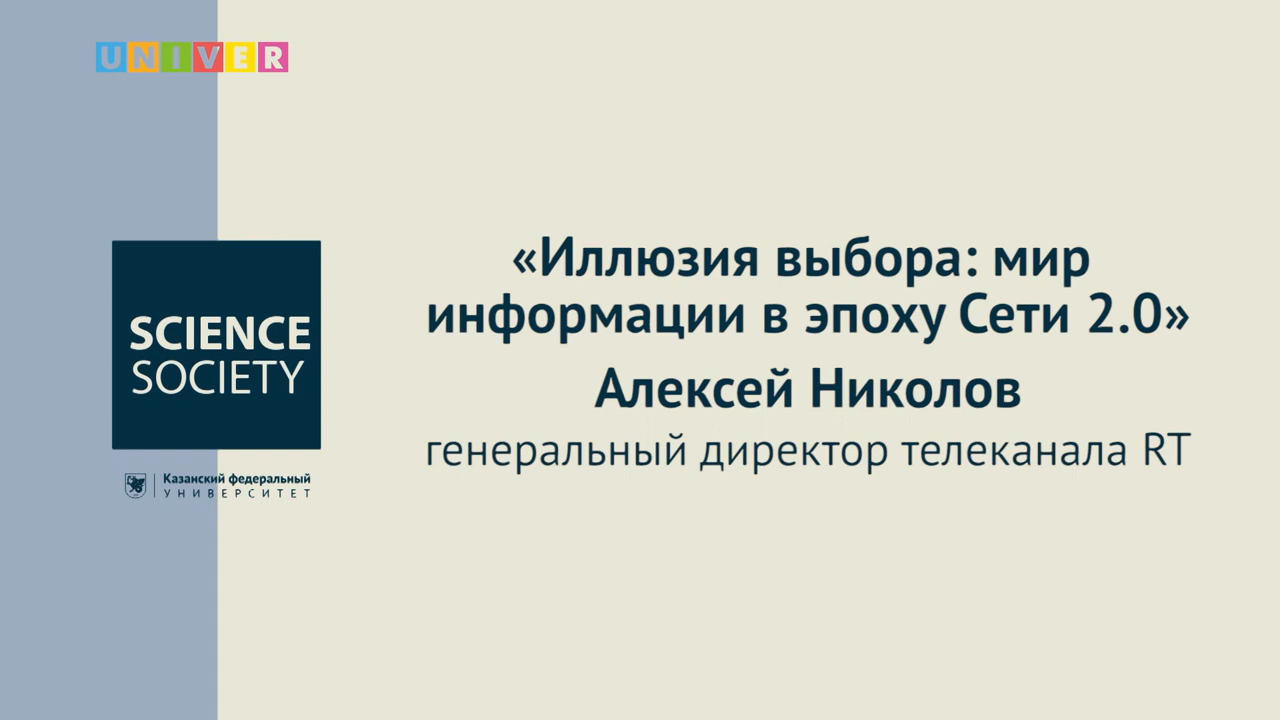 UNIVER
SCIENCE
SOCIETY
Казанский федеральный
УНИВЕРСИТЕТ
«Иллюзия выбора: мир
информации в эпоху Сети 2.0»
Алексей Николов
генеральный директор телеканала RT